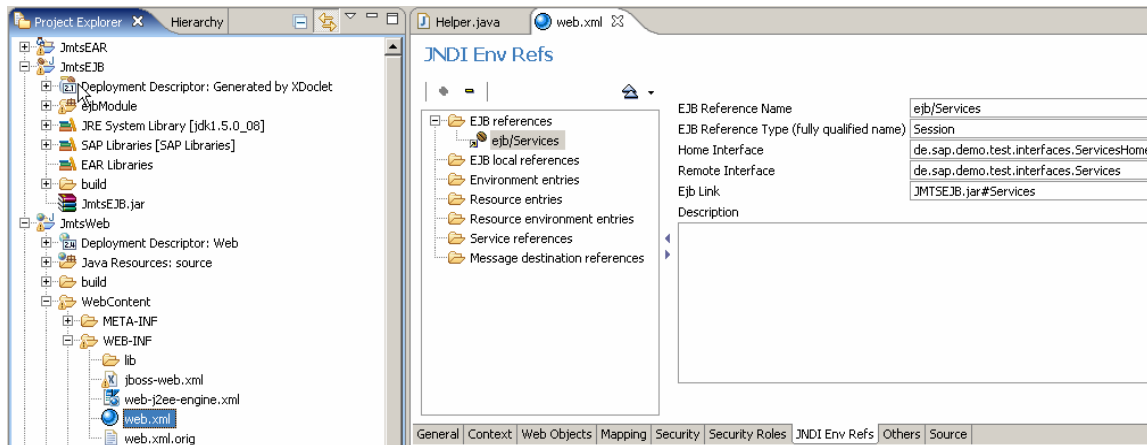 Project Explorer
Hierarchy
JmtsEAR
JmtsEJB
Deployment Descriptor: Generated by XDoclet
ejbModule
JRE System Library [jdk1.5.0_08]
SAP Libraries [SAP Libraries]
EAR Libraries
build
JmtsEJB.jar
JmtsWeb
Deployment Descriptor: Web
Java Resources: source
build
WebContent
META-INF
WEB-INF
lib
jboss-web.xml
web-j2ee-engine.xml
web.xml
web.xml.orig
Helper.java
web.xml
JNDI Env Refs
EJB references
ejb/Services
EJB local references
Environment entries
Resource entries
Resource environment entries
Service references
Message destination references
EJB Reference Name ejb/Services
EJB Reference Type (fully qualified name) Session
Home Interface de.sap.demo.test.interfaces.ServicesHome
Remote Interface de.sap.demo.test.interfaces.Services
Ejb Link JMTSEJB.jar#Services
Description
General Context Web Objects Mapping Security Security Roles JNDI Env Refs Others Source